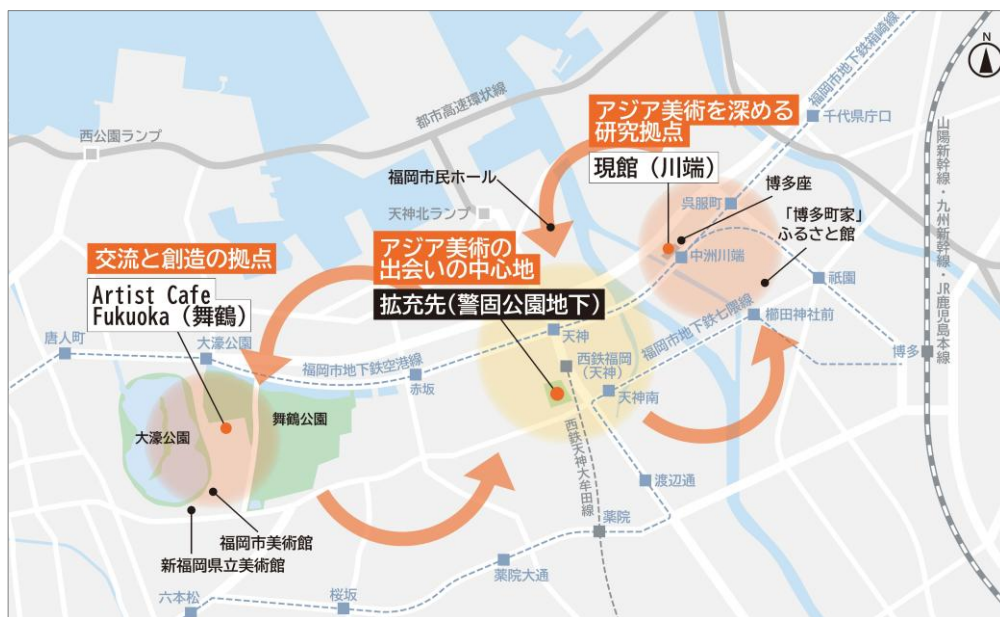 N
西公園ランプ
都市高速環状線
福岡市地下鉄箱崎線
千代県庁口
アジア美術を深める
研究拠点
現館（川端）
福岡市民ホール
天神北ランプ
呉服町
博多座
「博多町家」
ふるさと館
中洲川端
祇園
櫛田神社前
博多
山陽新幹線・九州新幹線・JR鹿児島本線
交流と創造の拠点
Artist Cafe
Fukuoka（舞鶴）
アジア美術の
出会いの中心地
拡充先（警固公園地下）
唐人町
大濠公園
福岡市地下鉄空港線
赤坂
天神
福岡市地下鉄七隈線
西鉄福岡
（天神）
天神南
舞鶴公園
大濠公園
西鉄天神大牟田線
渡辺通
福岡市美術館
新福岡県立美術館
薬院
薬院大通
桜坂
六本松